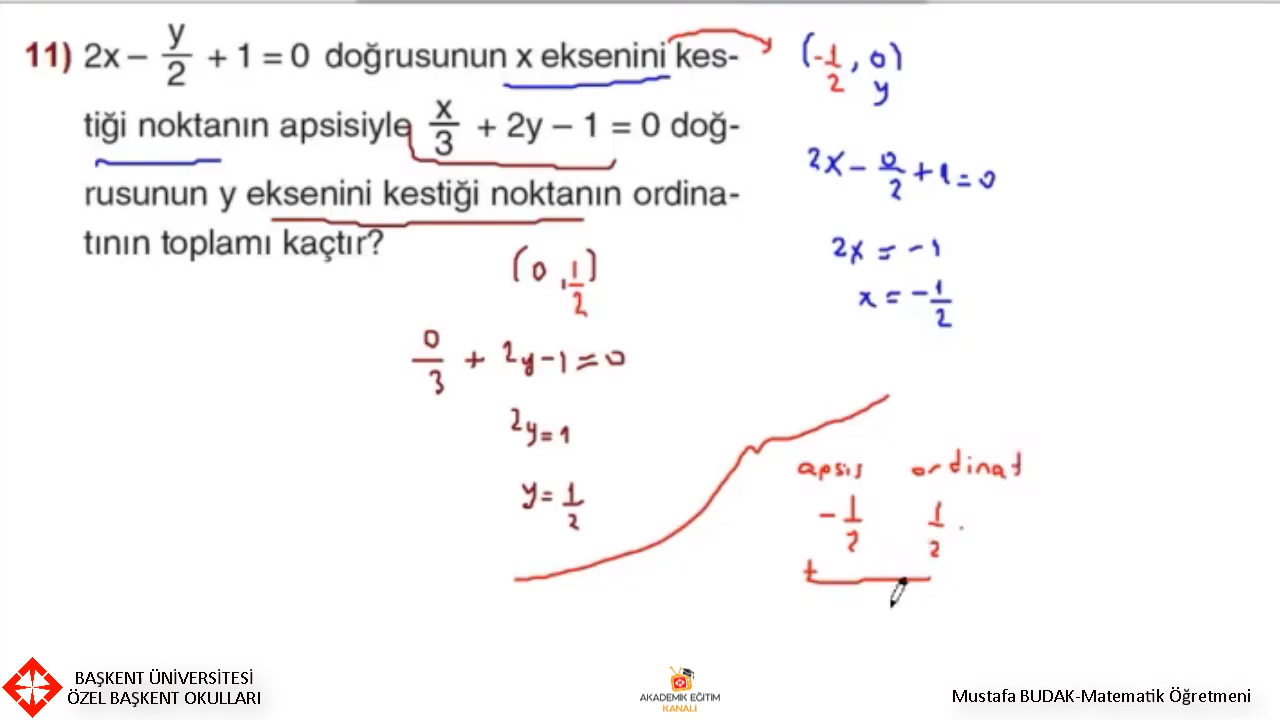 11) 2x − y/2 + 1 = 0 doğrusunun x eksenini kes-
tiği noktanın apsisiyle x/3 + 2y − 1 = 0 doğ-
rusunun y eksenini kestiği noktanın ordina-
tının toplamı kaçtır?
(-1/2, 0)
y
2x − 0/2 + 1 = 0
2x = −1
x = −1/2
(0, 1/2)
0/3 + 2y − 1 = 0
2y = 1
y = 1/2
apsis ordinat
−1/2 1/2
+
BAŞKENT ÜNİVERSİTESİ
ÖZEL BAŞKENT OKULLARI
AKADEMİK EĞİTİM
KANALI
Mustafa BUDAK-Matematik Öğretmeni